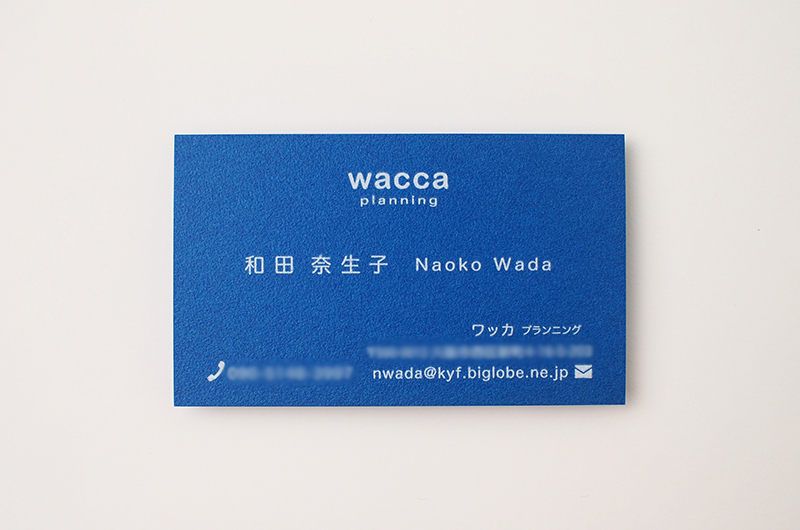 wacca
planning
和田 奈生子 Naoko Wada
ワッカ プランニング
nwada@kyf.biglobe.ne.jp